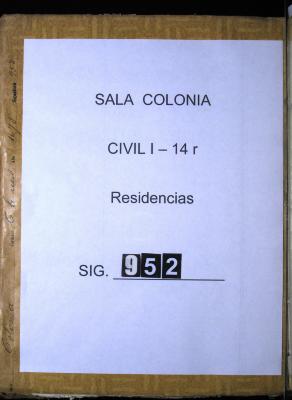 SALA COLONIA
CIVIL I – 14 r
Residencias
SIG. 952